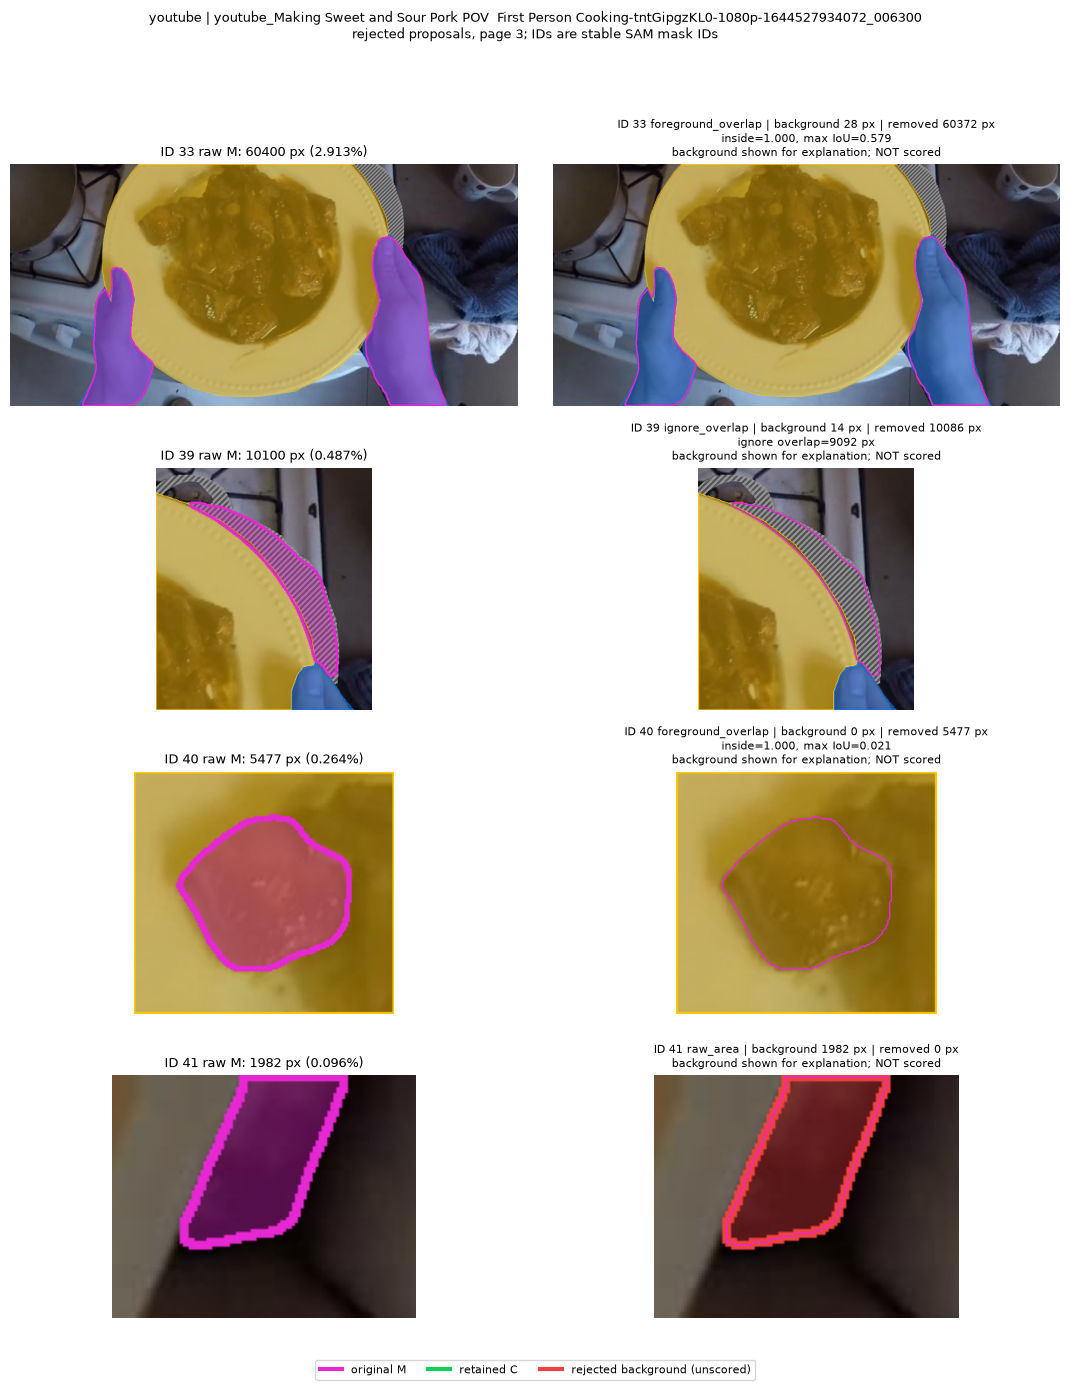 youtube | youtube_Making Sweet and Sour Pork POV  First Person Cooking-tntGipgzKL0-1080p-1644527934072_006300
rejected proposals, page 3; IDs are stable SAM mask IDs
ID 33 raw M: 60400 px (2.913%)
ID 33 foreground_overlap | background 28 px | removed 60372 px
inside=1.000, max IoU=0.579
background shown for explanation; NOT scored
ID 39 raw M: 10100 px (0.487%)
ID 39 ignore_overlap | background 14 px | removed 10086 px
ignore overlap=9092 px
background shown for explanation; NOT scored
ID 40 raw M: 5477 px (0.264%)
ID 40 foreground_overlap | background 0 px | removed 5477 px
inside=1.000, max IoU=0.021
background shown for explanation; NOT scored
ID 41 raw M: 1982 px (0.096%)
ID 41 raw_area | background 1982 px | removed 0 px
background shown for explanation; NOT scored
original M
retained C
rejected background (unscored)